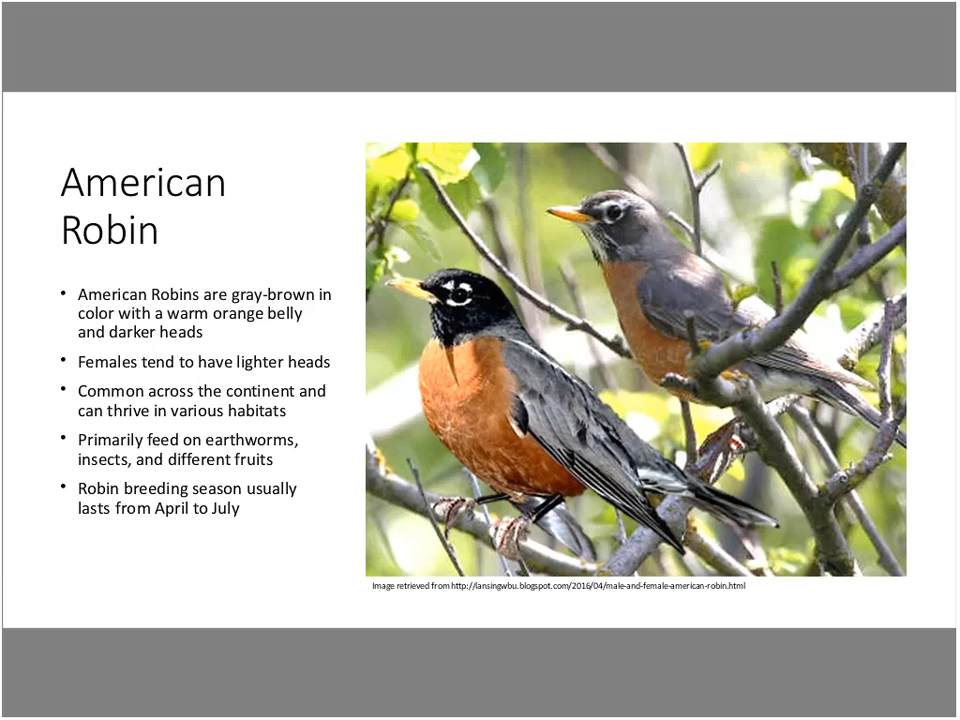 American
Robin
• American Robins are gray-brown in
color with a warm orange belly
and darker heads
• Females tend to have lighter heads
• Common across the continent and
can thrive in various habitats
• Primarily feed on earthworms,
insects, and different fruits
• Robin breeding season usually
lasts from April to July
Image retrieved from http://lansingwbu.blogspot.com/2016/04/male-and-female-american-robin.html